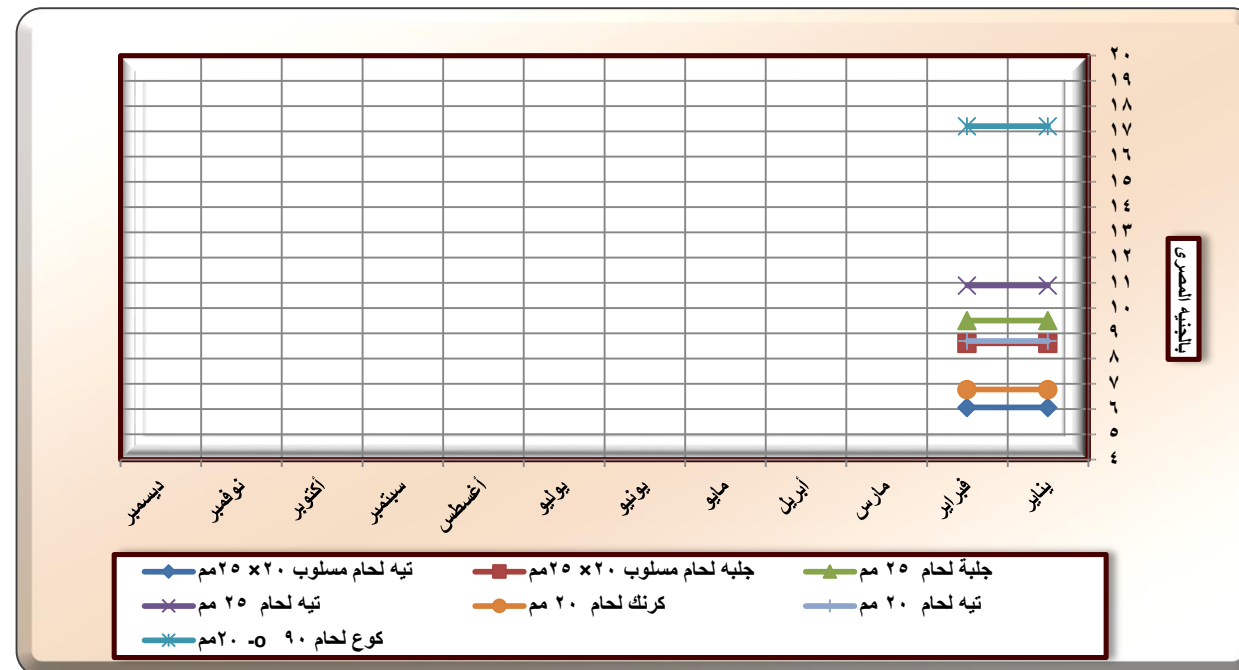 ٢٠
١٩
١٨
١٧
١٦
١٥
١٤
١٣
١٢
١١
١٠
٩
٨
٧
٦
٥
٤
بالجنيه المصرى
يناير
فبراير
مارس
أبريل
مايو
يونيو
يوليو
أغسطس
سبتمبر
أكتوبر
نوفمبر
ديسمبر
جلبة لحام ٢٥ مم
جلبه لحام مسلوب ٢٠× ٢٥مم
تيه لحام مسلوب ٢٠× ٢٥مم
تيه لحام ٢٠ مم
كرنك لحام ٢٠ مم
تيه لحام ٢٥ مم
كوع لحام ٩٠ o- ٢٠مم